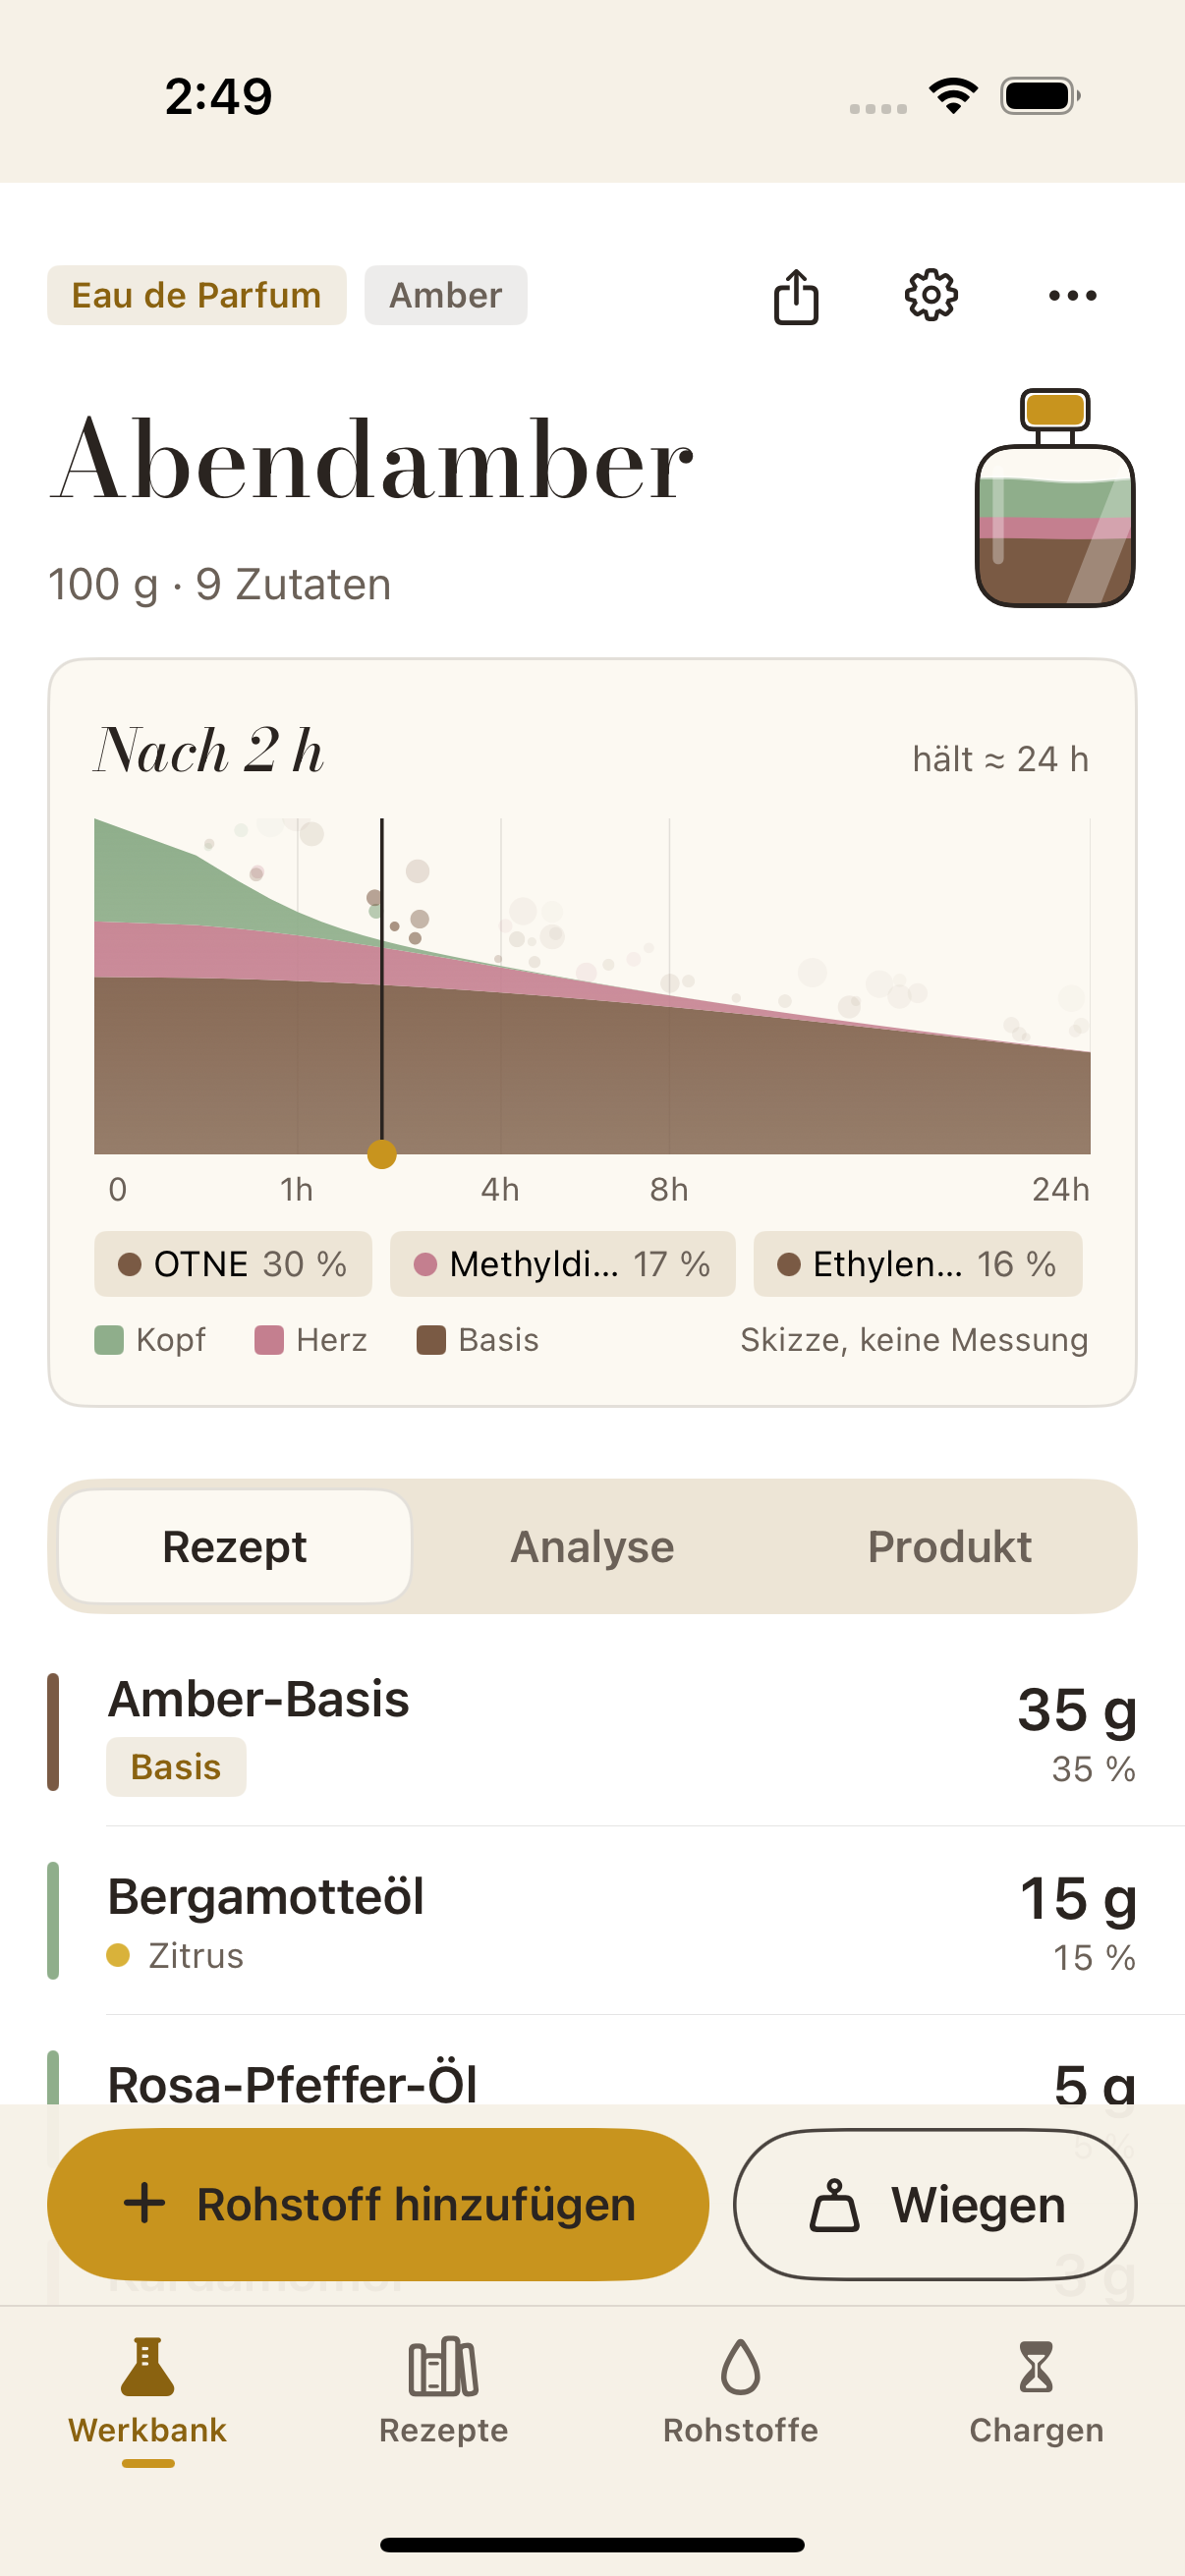 2:49
Eau de Parfum Amber
Abendamber
100 g · 9 Zutaten
Nach 2 h hält ≈ 24 h
0 1h 4h 8h 24h
OTNE 30 % Methyldi... 17 % Ethylen... 16 %
Kopf Herz Basis Skizze, keine Messung
Rezept Analyse Produkt
Amber-Basis 35 g
Basis 35 %
Bergamotteöl 15 g
Zitrus 15 %
Rosa-Pfeffer-Öl 5 g
5 %
Rohstoff hinzufügen Wiegen
3 g
Werkbank Rezepte Rohstoffe Chargen